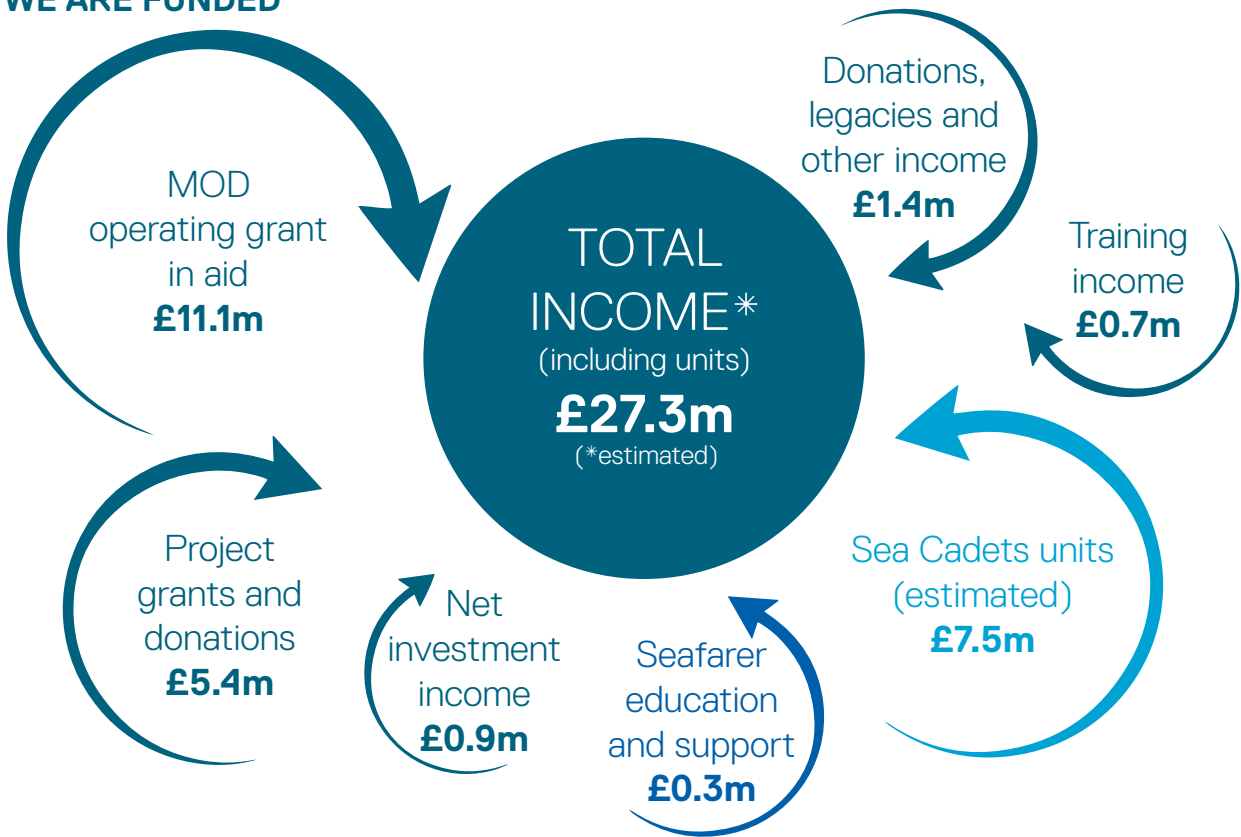 WE ARE FUNDED
MOD
operating grant
in aid
£11.1m
TOTAL
INCOME*
(including units)
£27.3m
(*estimated)
Donations,
legacies and
other income
£1.4m
Training
income
£0.7m
Project
grants and
donations
£5.4m
Net
investment
income
£0.9m
Seafarer
education
and support
£0.3m
Sea Cadets units
(estimated)
£7.5m